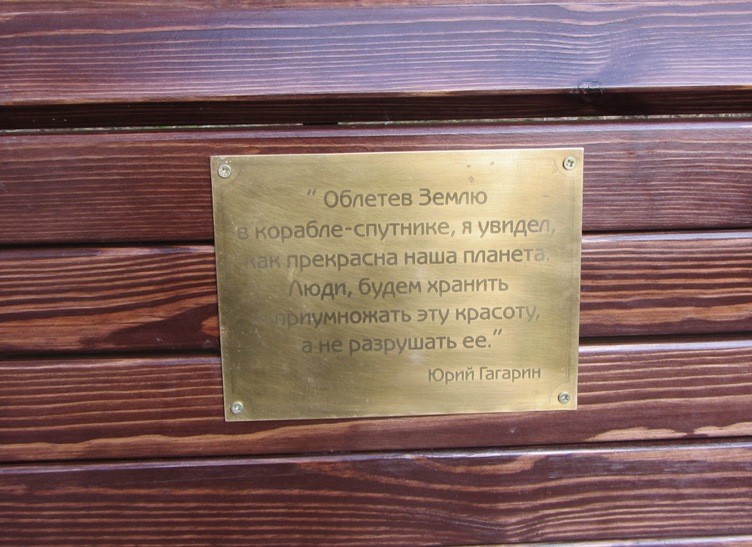 “ Облетев Землю
в корабле-спутнике, я увидел,
как прекрасна наша планета.
Люди, будем хранить
приумножать эту красоту,
а не разрушать ее.”
Юрий Гагарин